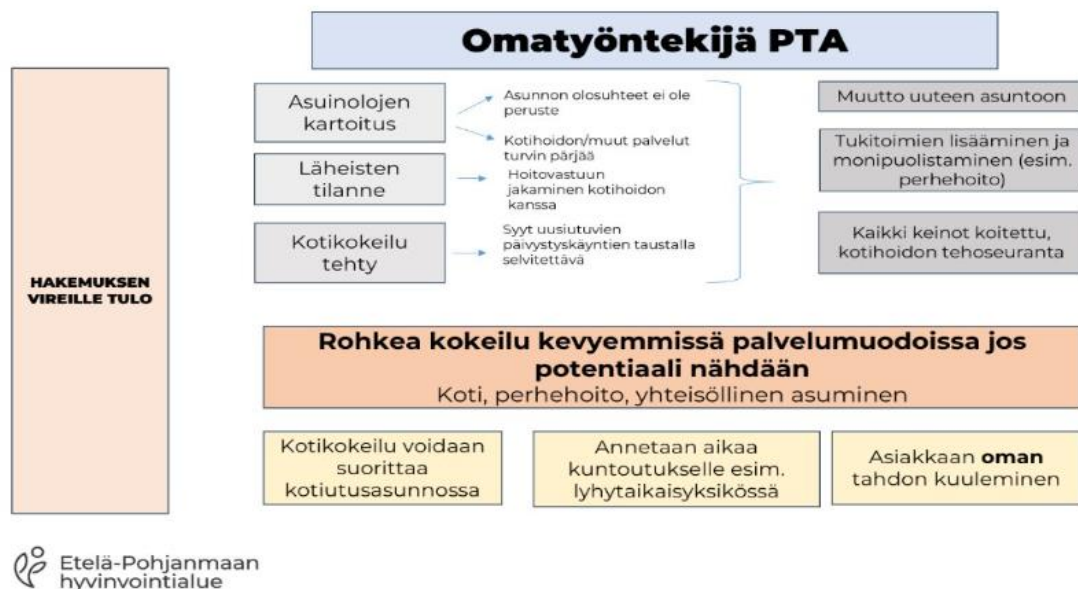 Omatyöntekijä PTA
HAKEMUKSEN
VIREILLE TULO
Asuinolojen
kartoitus
Asunnon olosuhteet ei ole
peruste
Kotihoidon/muut palvelut
turvin pärjää
Läheisten
tilanne
Hoitovastuun
jakaminen kotihoidon
kanssa
Kotikokeilu
tehty
Syyt uusiutuvien
päivystyskäyntien taustalla
selvitettävä
Muutto uuteen asuntoon
Tukitoimien lisääminen ja
monipuolistaminen (esim.
perhehoito)
Kaikki keinot koitettu,
kotihoidon tehoseuranta
Rohkea kokeilu kevyemmissä palvelumuodoissa jos
potentiaali nähdään
Koti, perhehoito, yhteisöllinen asuminen
Kotikokeilu voidaan
suorittaa
kotiutusasunnossa
Annetaan aikaa
kuntoutukselle esim.
lyhytaikaisyksikössä
Asiakkaan oman
tahdon kuuleminen
Etelä-Pohjanmaan
hyvinvointialue